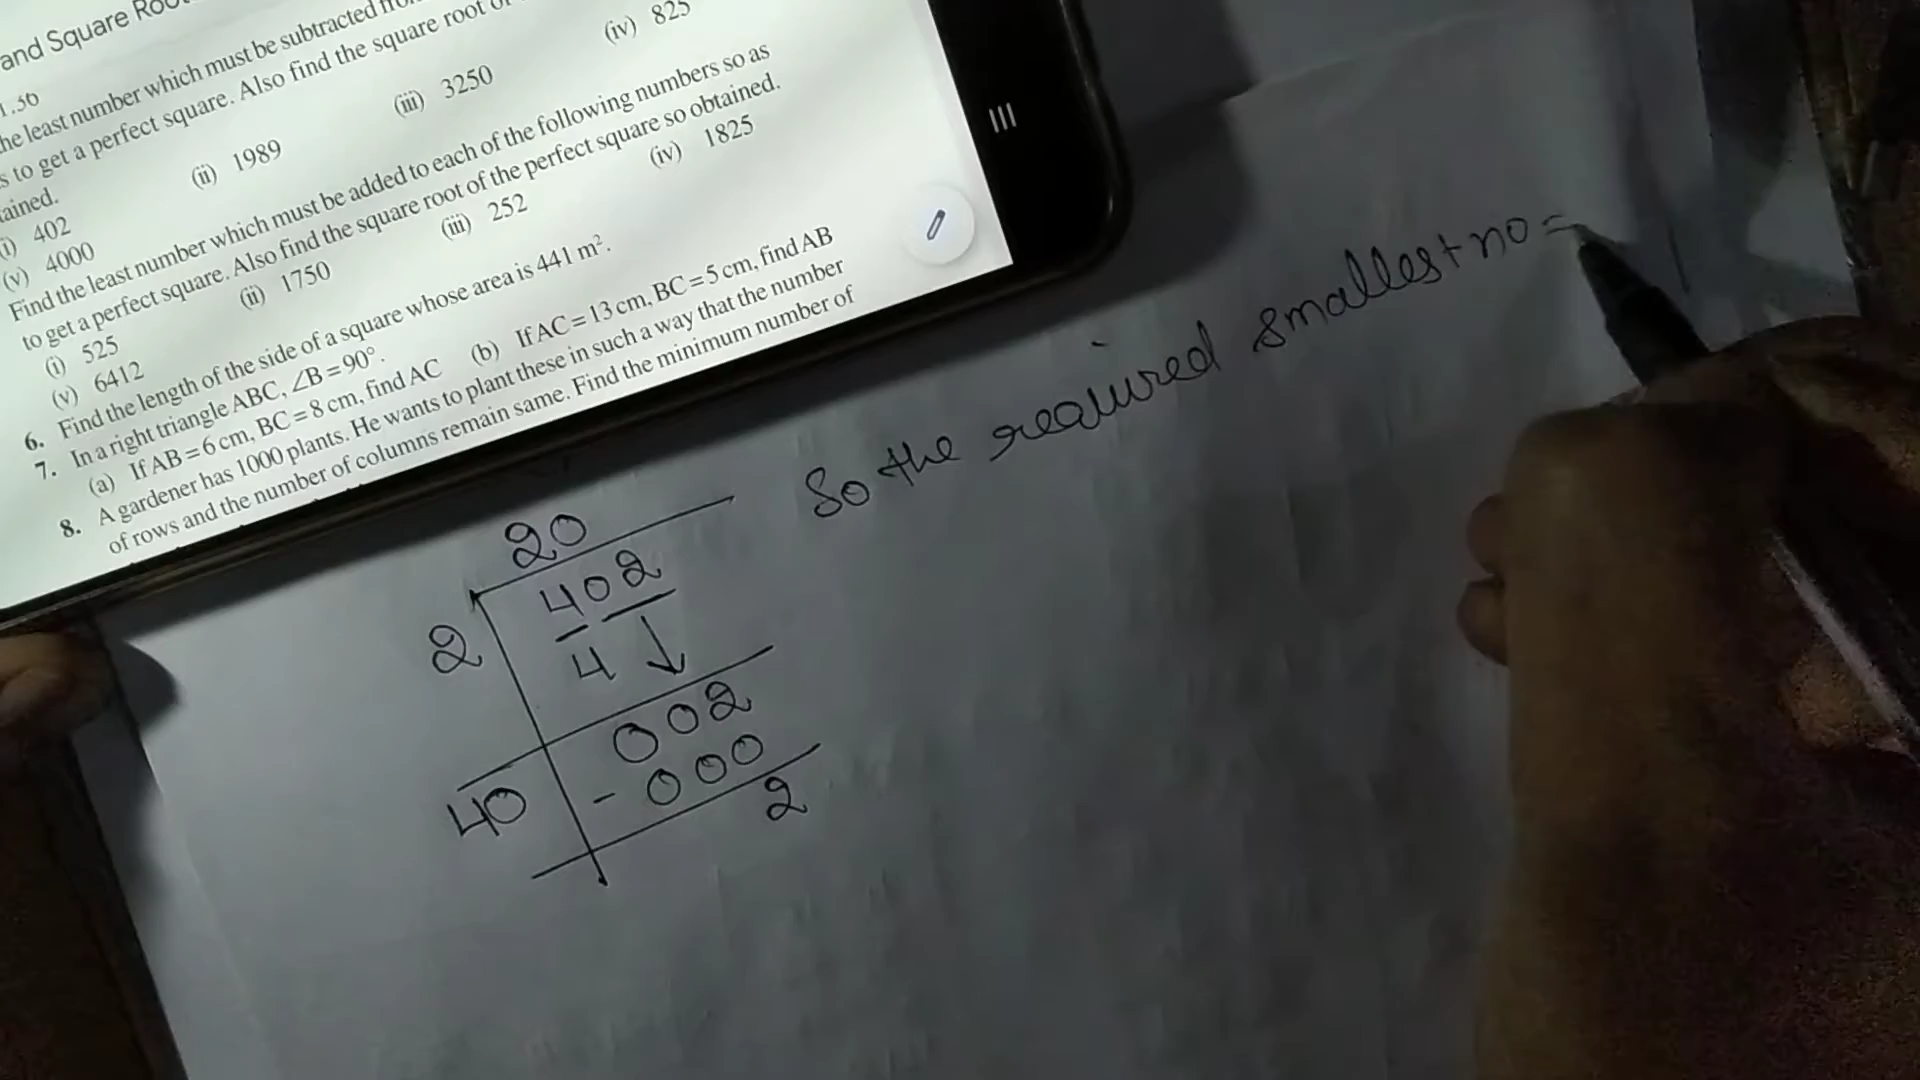 and Square
1.56
the least number which must be subtracted from
s to get a perfect square. Also find the square root of
tained.
(i) 402 (ii) 1989 (iii) 3250 (iv) 825
(v) 4000
Find the least number which must be added to each of the following numbers so as
to get a perfect square. Also find the square root of the perfect square so obtained.
(i) 525 (ii) 1750 (iii) 252 (iv) 1825
(v) 6412
6. Find the length of the side of a square whose area is 441 m².
7. In a right triangle ABC, ∠B = 90°.
(a) If AB = 6 cm, BC = 8 cm, find AC (b) If AC = 13 cm, BC = 5 cm, find AB
8. A gardener has 1000 plants. He wants to plant these in such a way that the number
of rows and the number of columns remain same. Find the minimum number of
So the required smallest no =
20
2 402
4
002
40 - 000
2